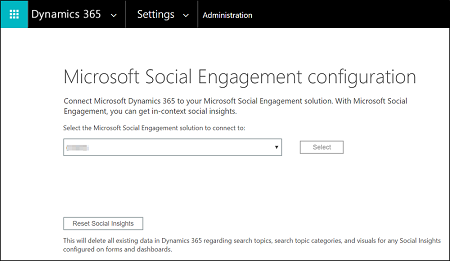 Dynamics 365 Settings Administration
Microsoft Social Engagement configuration
Connect Microsoft Dynamics 365 to your Microsoft Social Engagement solution. With Microsoft Social
Engagement, you can get in-context social insights.
Select the Microsoft Social Engagement solution to connect to:
Select
Reset Social Insights
This will delete all existing data in Dynamics 365 regarding search topics, search topic categories, and visuals for any Social Insights
configured on forms and dashboards.